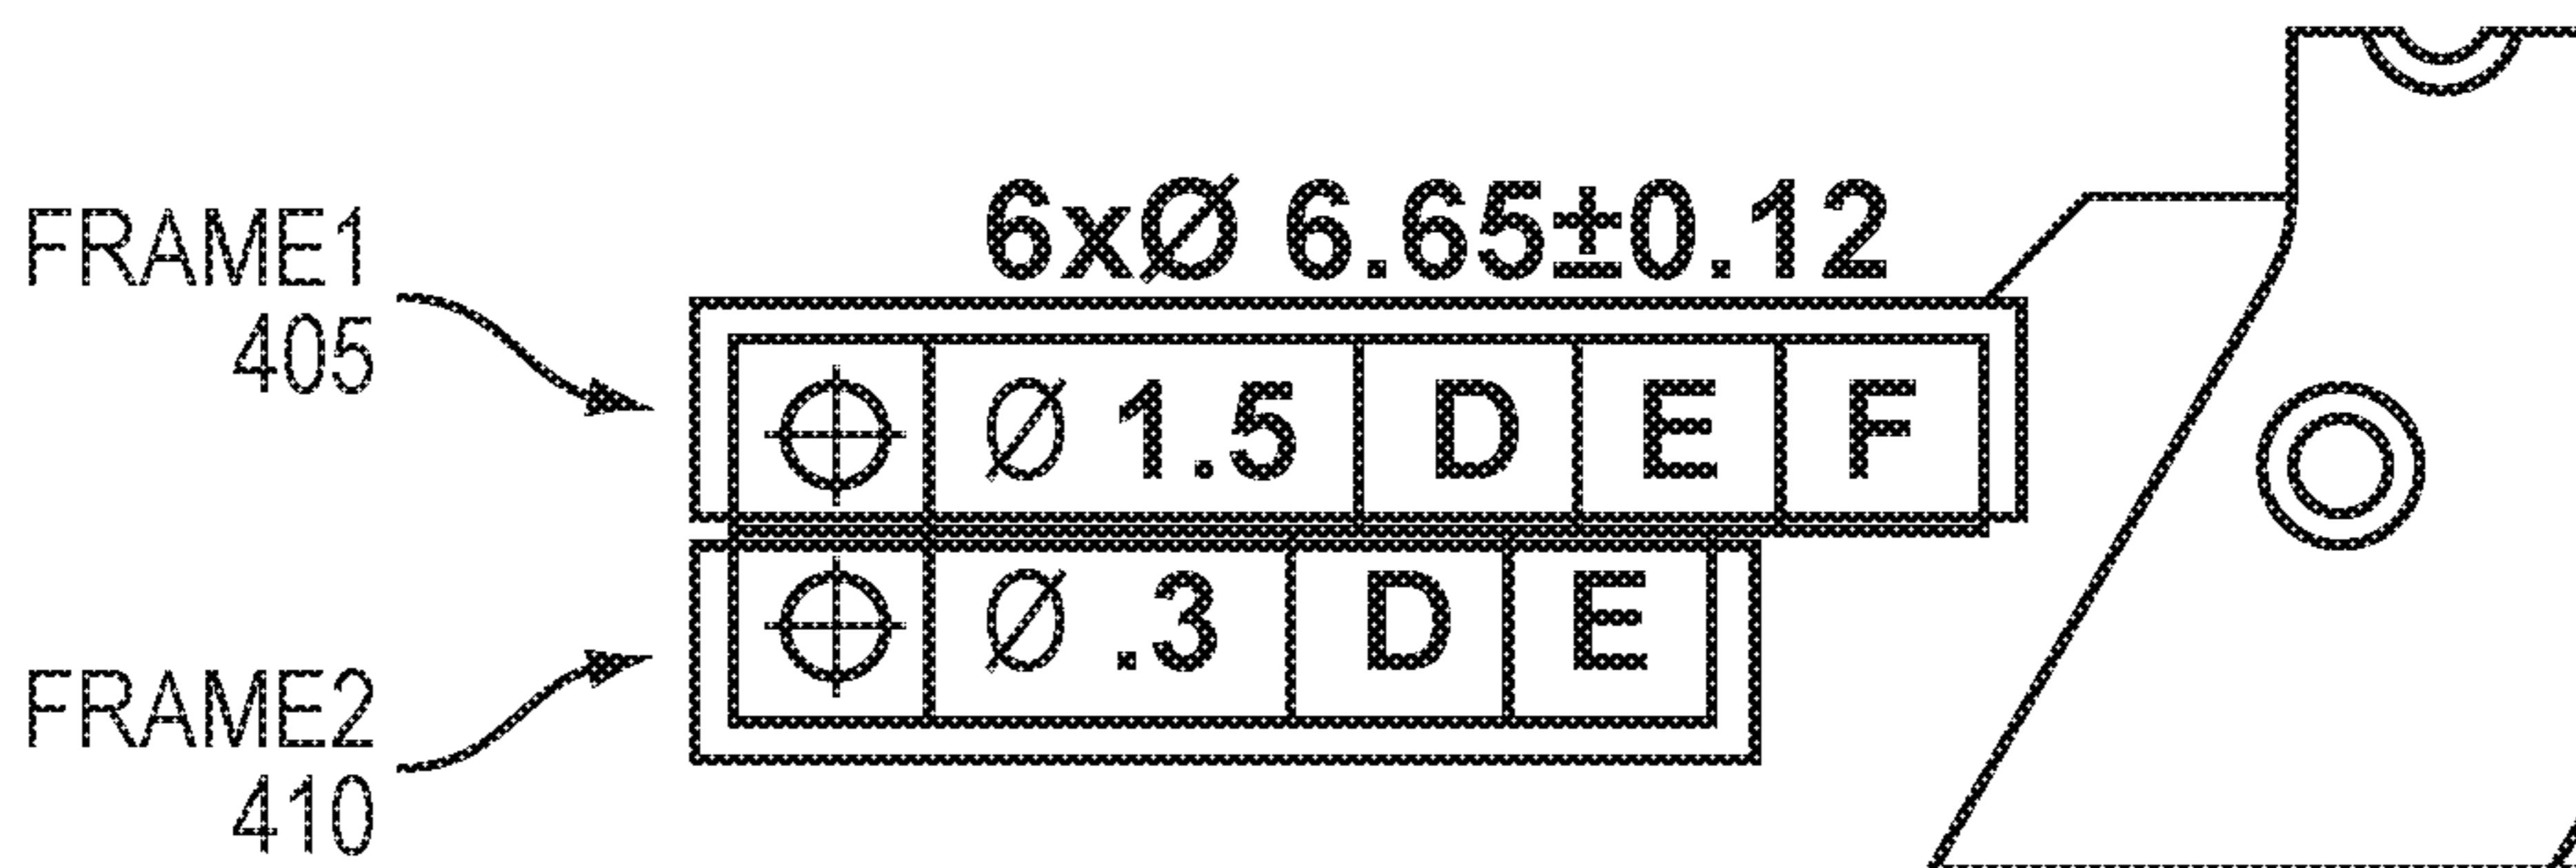 6xØ 6.65±0.12
FRAME1
405
⌖ Ø 1.5 D E F
⌖ Ø .3 D E
FRAME2
410